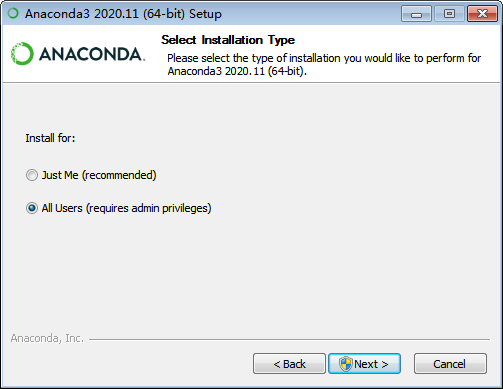 Anaconda3 2020.11 (64-bit) Setup
ANACONDA.
Select Installation Type
Please select the type of installation you would like to perform for
Anaconda3 2020.11 (64-bit).
Install for:
Just Me (recommended)
All Users (requires admin privileges)
Anaconda, Inc.
< Back
Next >
Cancel